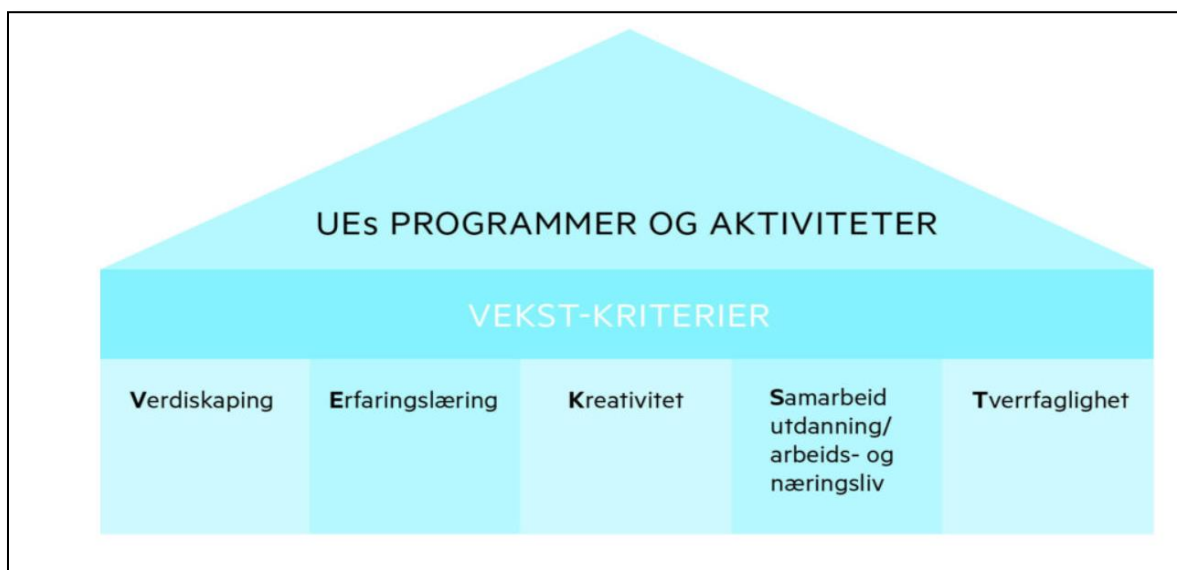 UEs PROGRAMMER OG AKTIVITETER
VEKST-KRITERIER
Verdiskaping
Erfaringslæring
Kreativitet
Samarbeid
utdanning/
arbeids- og
næringsliv
Tverrfaglighet